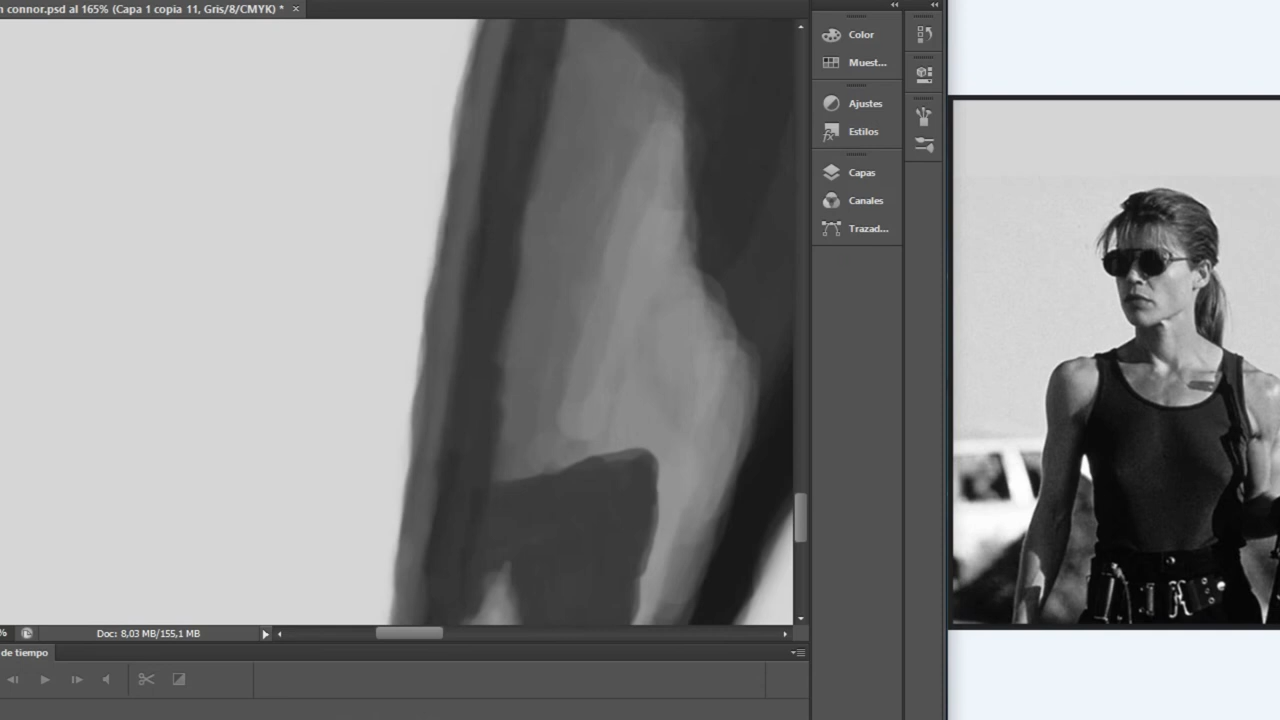 n connor.psd al 165% (Capa 1 copia 11, Gris/8/CMYK) *
Color
Muest...
Ajustes
Estilos
Capas
Canales
Trazad...
% Doc: 8,03 MB/155,1 MB
de tiempo